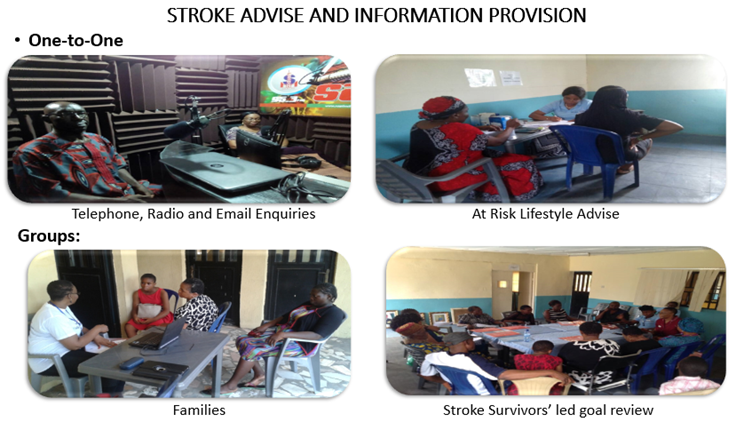 STROKE ADVISE AND INFORMATION PROVISION
• One-to-One
Telephone, Radio and Email Enquiries
At Risk Lifestyle Advise
Groups:
Families
Stroke Survivors’ led goal review